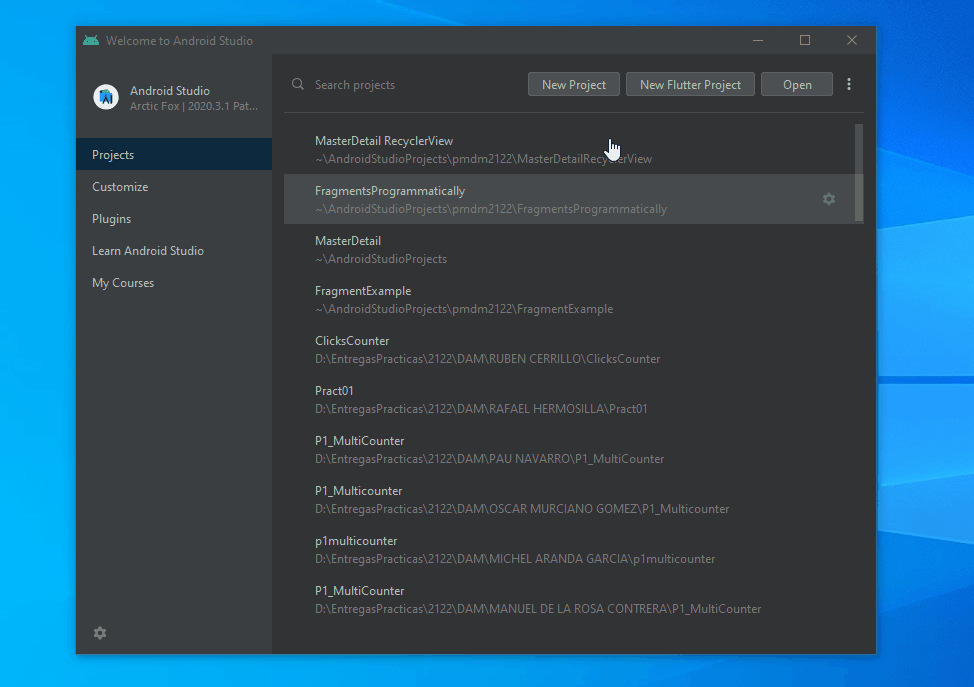 Welcome to Android Studio
Android Studio
Arctic Fox | 2020.3.1 Pat...
Projects
Customize
Plugins
Learn Android Studio
My Courses
Search projects
New Project
New Flutter Project
Open
MasterDetail RecyclerView
~\AndroidStudioProjects\pmdm2122\MasterDetailRecyclerView
FragmentsProgrammatically
~\AndroidStudioProjects\pmdm2122\FragmentsProgrammatically
MasterDetail
~\AndroidStudioProjects
FragmentExample
~\AndroidStudioProjects\pmdm2122\FragmentExample
ClicksCounter
D:\EntregasPracticas\2122\DAM\RUBEN CERRILLO\ClicksCounter
Pract01
D:\EntregasPracticas\2122\DAM\RAFAEL HERMOSILLA\Pract01
P1_MultiCounter
D:\EntregasPracticas\2122\DAM\PAU NAVARRO\P1_MultiCounter
P1_Multicounter
D:\EntregasPracticas\2122\DAM\OSCAR MURCIANO GOMEZ\P1_Multicounter
p1multicounter
D:\EntregasPracticas\2122\DAM\MICHEL ARANDA GARCIA\p1multicounter
P1_MultiCounter
D:\EntregasPracticas\2122\DAM\MANUEL DE LA ROSA CONTRERA\P1_MultiCounter